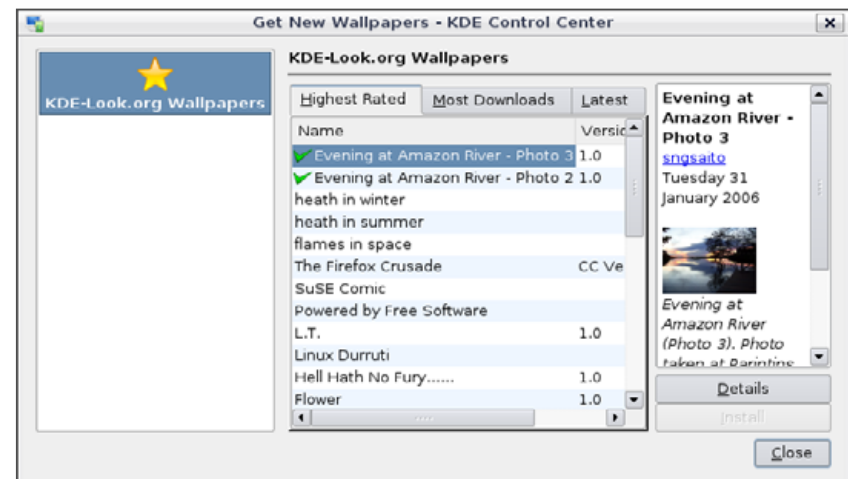 Get New Wallpapers - KDE Control Center
KDE-Look.org Wallpapers
KDE-Look.org Wallpapers
Highest Rated Most Downloads Latest
Name Versic
Evening at Amazon River - Photo 3 1.0
Evening at Amazon River - Photo 2 1.0
heath in winter
heath in summer
flames in space
The Firefox Crusade CC Ve
SuSE Comic
Powered by Free Software
L.T. 1.0
Linux Durruti
Hell Hath No Fury...... 1.0
Flower 1.0
Evening at
Amazon River -
Photo 3
sngsaito
Tuesday 31
January 2006
Evening at
Amazon River
(Photo 3). Photo
taken at Parintins
Details
Install
Close